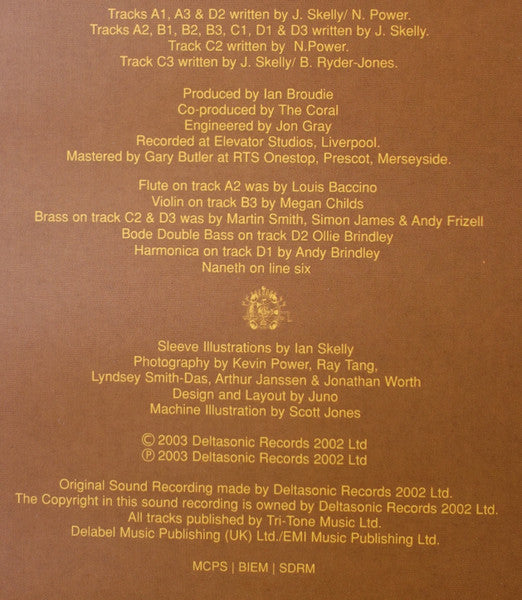 Tracks A1, A3 & D2 written by J. Skelly/ N. Power.
Tracks A2, B1, B2, B3, C1, D1 & D3 written by J. Skelly.
Track C2 written by N.Power.
Track C3 written by J. Skelly/ B. Ryder-Jones.
Produced by Ian Broudie
Co-produced by The Coral
Engineered by Jon Gray
Recorded at Elevator Studios, Liverpool.
Mastered by Gary Butler at RTS Onestop, Prescot, Merseyside.
Flute on track A2 was by Louis Baccino
Violin on track B3 by Megan Childs
Brass on track C2 & D3 was by Martin Smith, Simon James & Andy Frizell
Bode Double Bass on track D2 Ollie Brindley
Harmonica on track D1 by Andy Brindley
Naneth on line six
Sleeve Illustrations by Ian Skelly
Photography by Kevin Power, Ray Tang,
Lyndsey Smith-Das, Arthur Janssen & Jonathan Worth
Design and Layout by Juno
Machine Illustration by Scott Jones
© 2003 Deltasonic Records 2002 Ltd
℗ 2003 Deltasonic Records 2002 Ltd
Original Sound Recording made by Deltasonic Records 2002 Ltd.
The Copyright in this sound recording is owned by Deltasonic Records 2002 Ltd.
All tracks published by Tri-Tone Music Ltd.
Delabel Music Publishing (UK) Ltd./EMI Music Publishing Ltd.
MCPS | BIEM | SDRM